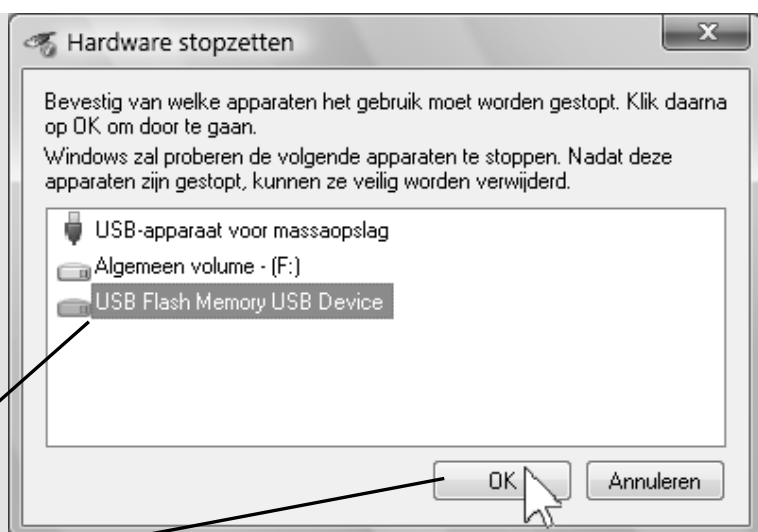 Hardware stopzetten
Bevestig van welke apparaten het gebruik moet worden gestopt. Klik daarna
op OK om door te gaan.
Windows zal proberen de volgende apparaten te stoppen. Nadat deze
apparaten zijn gestopt, kunnen ze veilig worden verwijderd.
USB-apparaat voor massaopslag
Algemeen volume - (F:)
USB Flash Memory USB Device
OK Annuleren